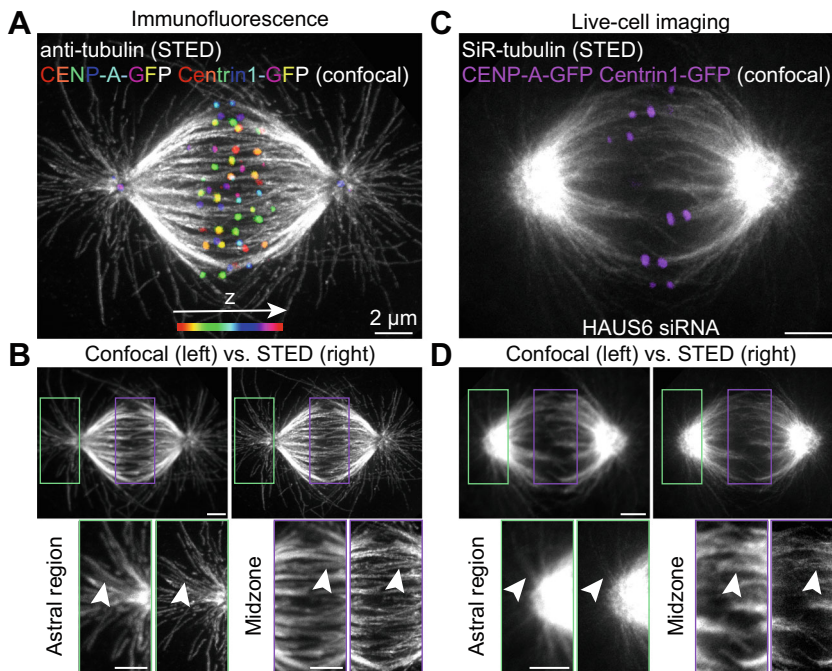 A
Immunofluorescence
anti-tubulin (STED)
CENP-A-GFP Centrin1-GFP (confocal)
z
2 μm
C
Live-cell imaging
SiR-tubulin (STED)
CENP-A-GFP Centrin1-GFP (confocal)
HAUS6 siRNA
B
Confocal (left) vs. STED (right)
Astral region
Midzone
D
Confocal (left) vs. STED (right)
Astral region
Midzone